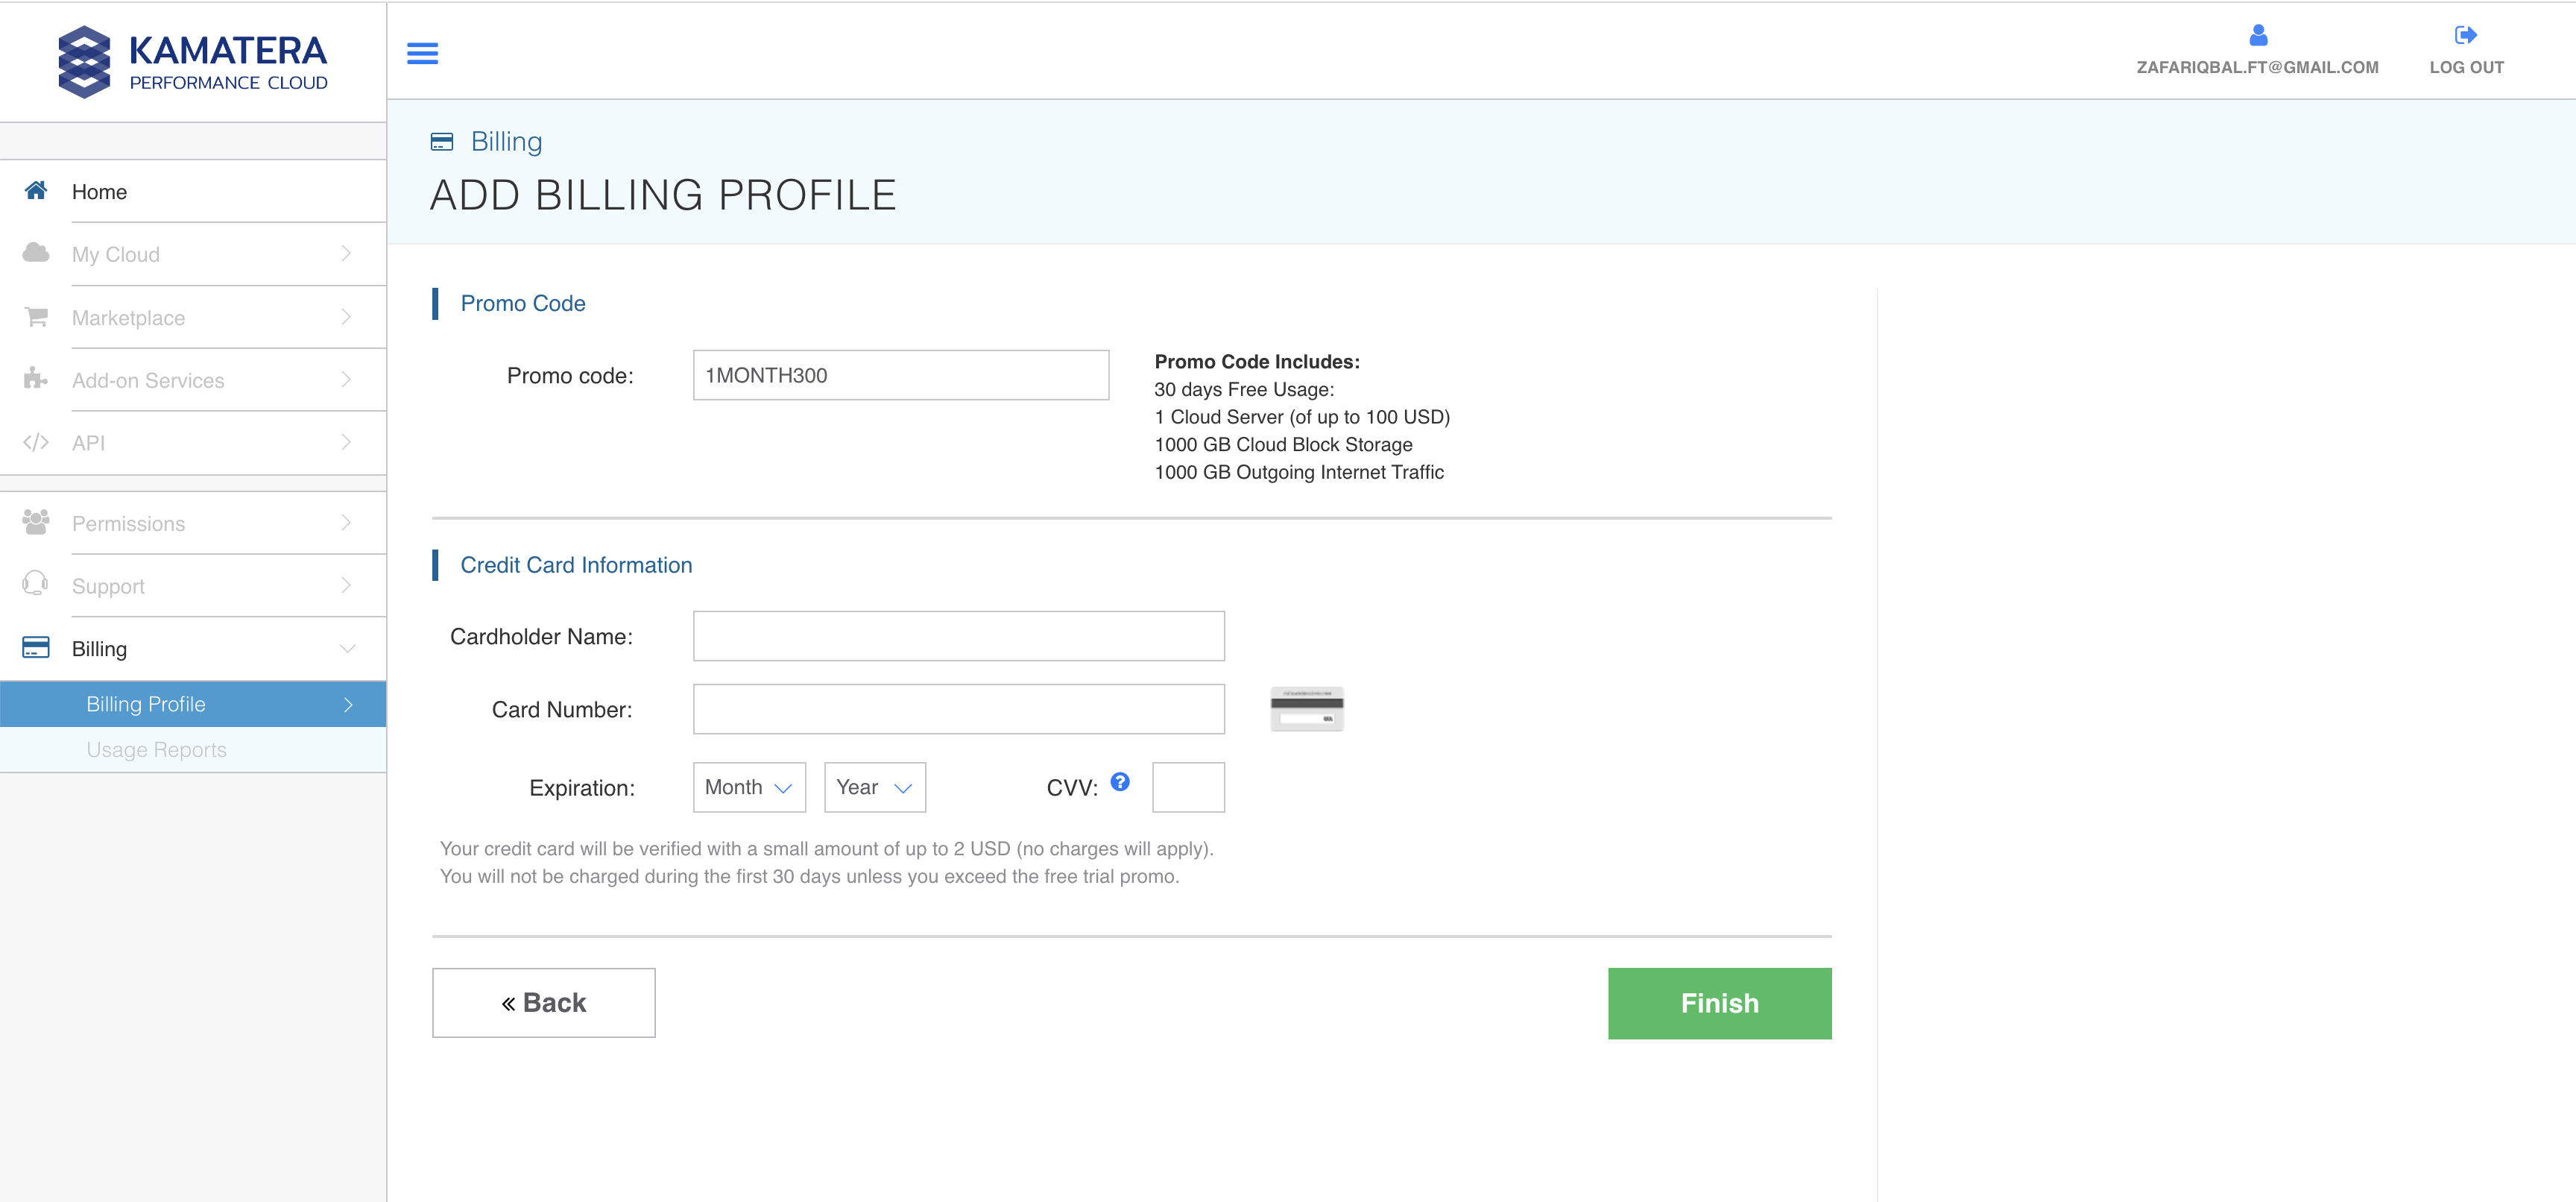 KAMATERA
PERFORMANCE CLOUD
ZAFARIQBAL.FT@GMAIL.COM
LOG OUT
Home
My Cloud
Marketplace
Add-on Services
API
Permissions
Support
Billing
Billing Profile
Usage Reports
Billing
ADD BILLING PROFILE
Promo Code
Promo code:
1MONTH300
Promo Code Includes:
30 days Free Usage:
1 Cloud Server (of up to 100 USD)
1000 GB Cloud Block Storage
1000 GB Outgoing Internet Traffic
Credit Card Information
Cardholder Name:
Card Number:
Expiration:
Month
Year
CVV:
?
Your credit card will be verified with a small amount of up to 2 USD (no charges will apply).
You will not be charged during the first 30 days unless you exceed the free trial promo.
« Back
Finish